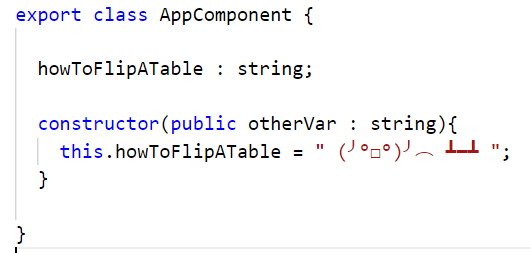 export class AppComponent {
howToFlipATable : string;
constructor(public otherVar : string){
this.howToFlipATable = " (╯°□°)╯︵ ┻━┻ ";
}
}